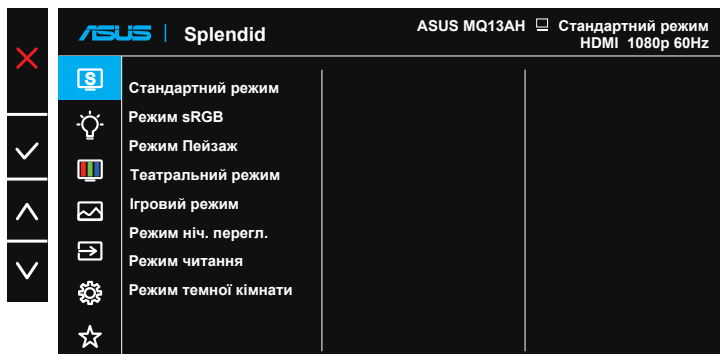 ASUS Splendid
ASUS MQ13AH Стандартний режим
HDMI 1080p 60Hz
S
Стандартний режим
Режим sRGB
Режим Пейзаж
Театральний режим
Ігровий режим
Режим ніч. перегл.
Режим читання
Режим темної кімнати